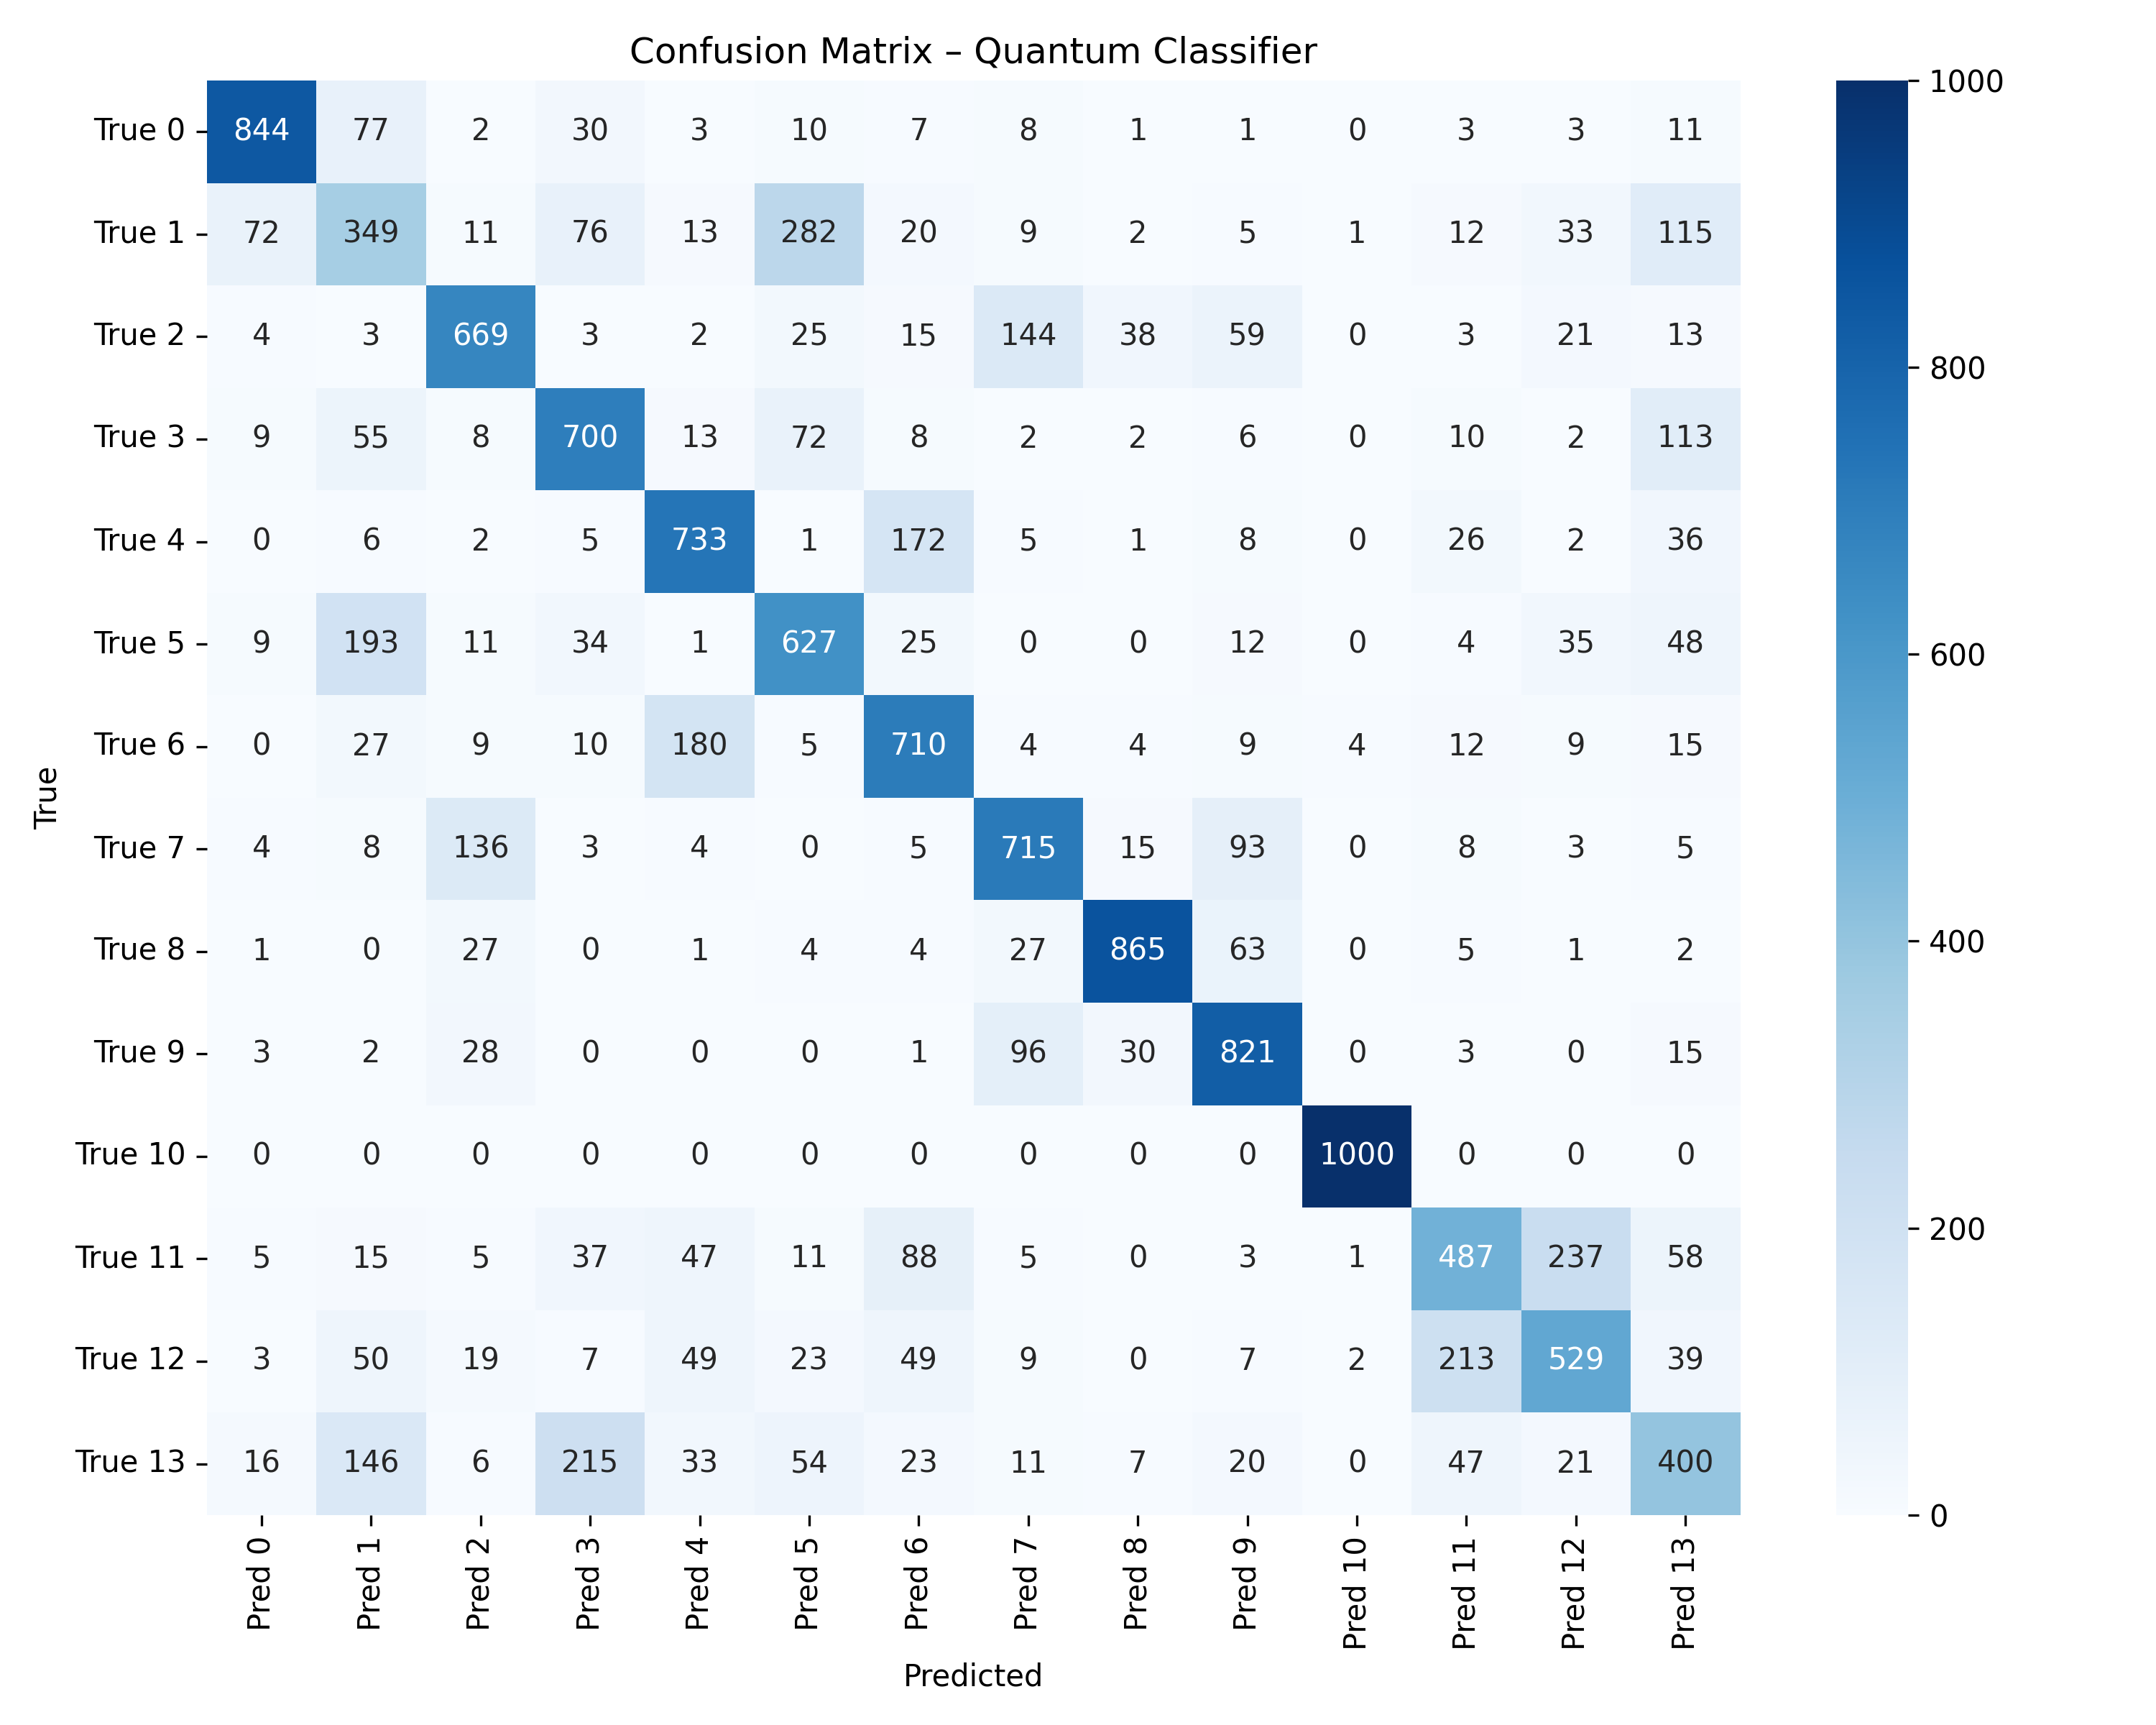 Confusion Matrix – Quantum Classifier
True 0 844 77 2 30 3 10 7 8 1 1 0 3 3 11
True 1 72 349 11 76 13 282 20 9 2 5 1 12 33 115
True 2 4 3 669 3 2 25 15 144 38 59 0 3 21 13
True 3 9 55 8 700 13 72 8 2 2 6 0 10 2 113
True 4 0 6 2 5 733 1 172 5 1 8 0 26 2 36
True 5 9 193 11 34 1 627 25 0 0 12 0 4 35 48
True 6 0 27 9 10 180 5 710 4 4 9 4 12 9 15
True 7 4 8 136 3 4 0 5 715 15 93 0 8 3 5
True 8 1 0 27 0 1 4 4 27 865 63 0 5 1 2
True 9 3 2 28 0 0 0 1 96 30 821 0 3 0 15
True 10 0 0 0 0 0 0 0 0 0 0 1000 0 0 0
True 11 5 15 5 37 47 11 88 5 0 3 1 487 237 58
True 12 3 50 19 7 49 23 49 9 0 7 2 213 529 39
True 13 16 146 6 215 33 54 23 11 7 20 0 47 21 400
Pred 0 Pred 1 Pred 2 Pred 3 Pred 4 Pred 5 Pred 6 Pred 7 Pred 8 Pred 9 Pred 10 Pred 11 Pred 12 Pred 13
Predicted
True
1000
800
600
400
200
0